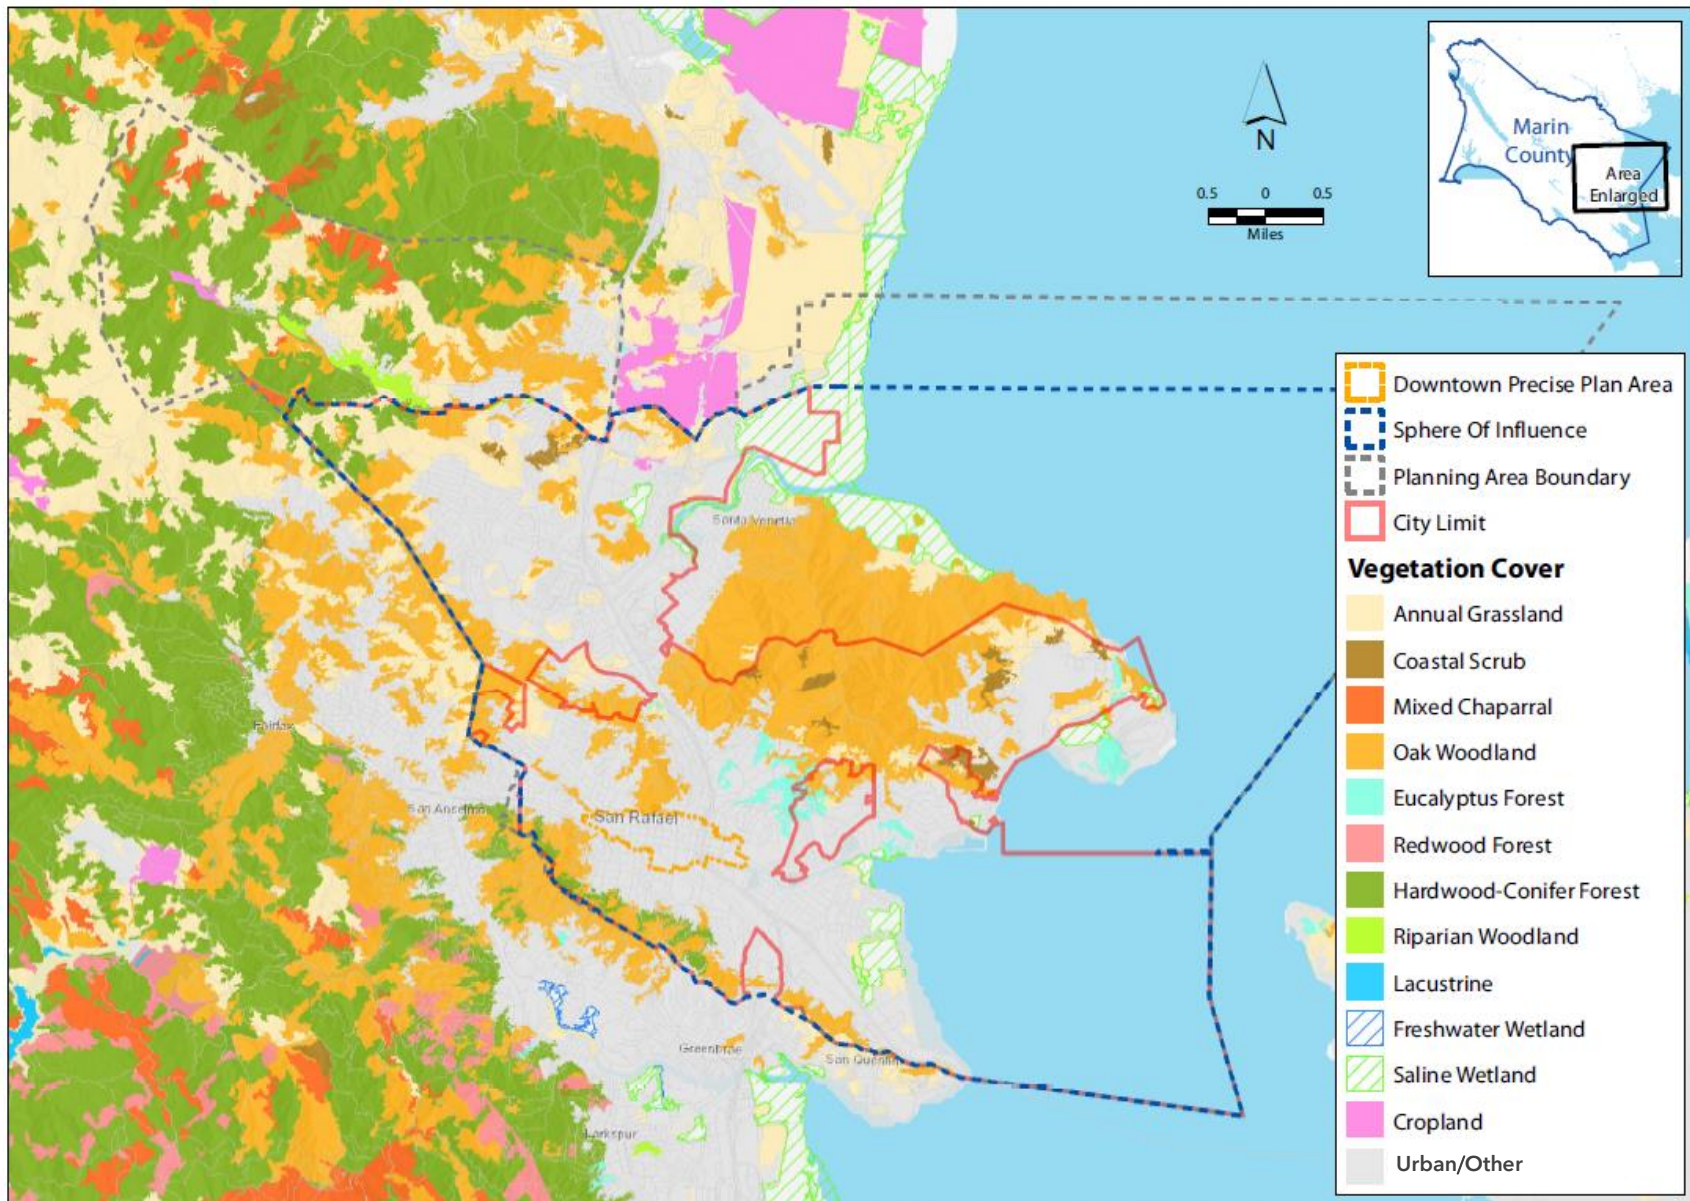 Marin
County
Area
Enlarged
N
0.5 0 0.5
Miles
Downtown Precise Plan Area
Sphere Of Influence
Planning Area Boundary
City Limit
Vegetation Cover
Annual Grassland
Coastal Scrub
Mixed Chaparral
Oak Woodland
Eucalyptus Forest
Redwood Forest
Hardwood-Conifer Forest
Riparian Woodland
Lacustrine
Freshwater Wetland
Saline Wetland
Cropland
Urban/Other
Santa Venetia
Fairfax
San Anselmo
San Rafael
Greenbrae
San Quentin
Larkspur